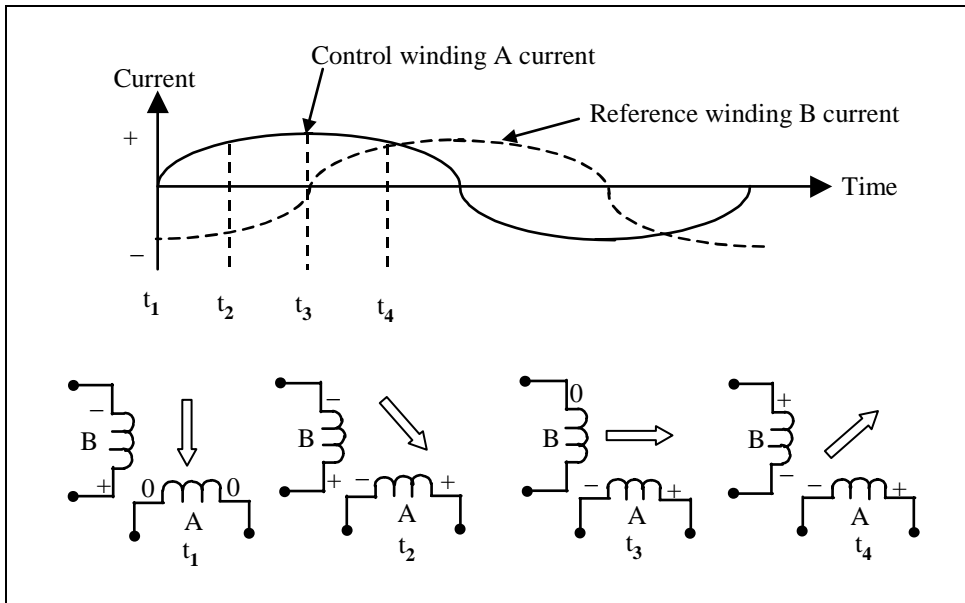 Control winding A current
Current
Reference winding B current
+
Time
−
t1 t2 t3 t4
− − 0 +
B B B B
+ 0 0 + − + − + − − +
A A A A
t1 t2 t3 t4